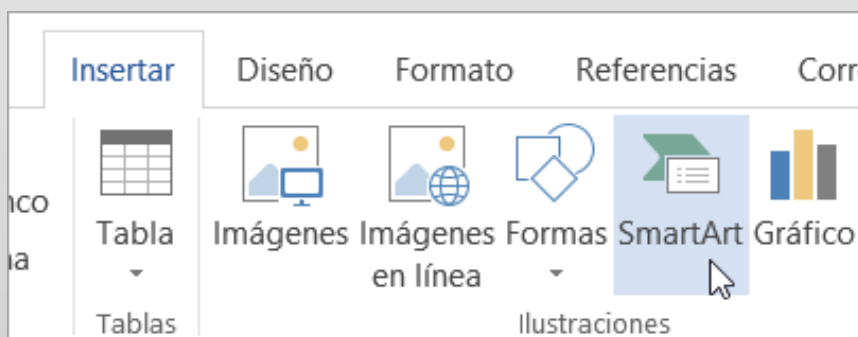 Insertar Diseño Formato Referencias
Tabla Imágenes Imágenes en línea Formas SmartArt Gráfico
Tablas Ilustraciones